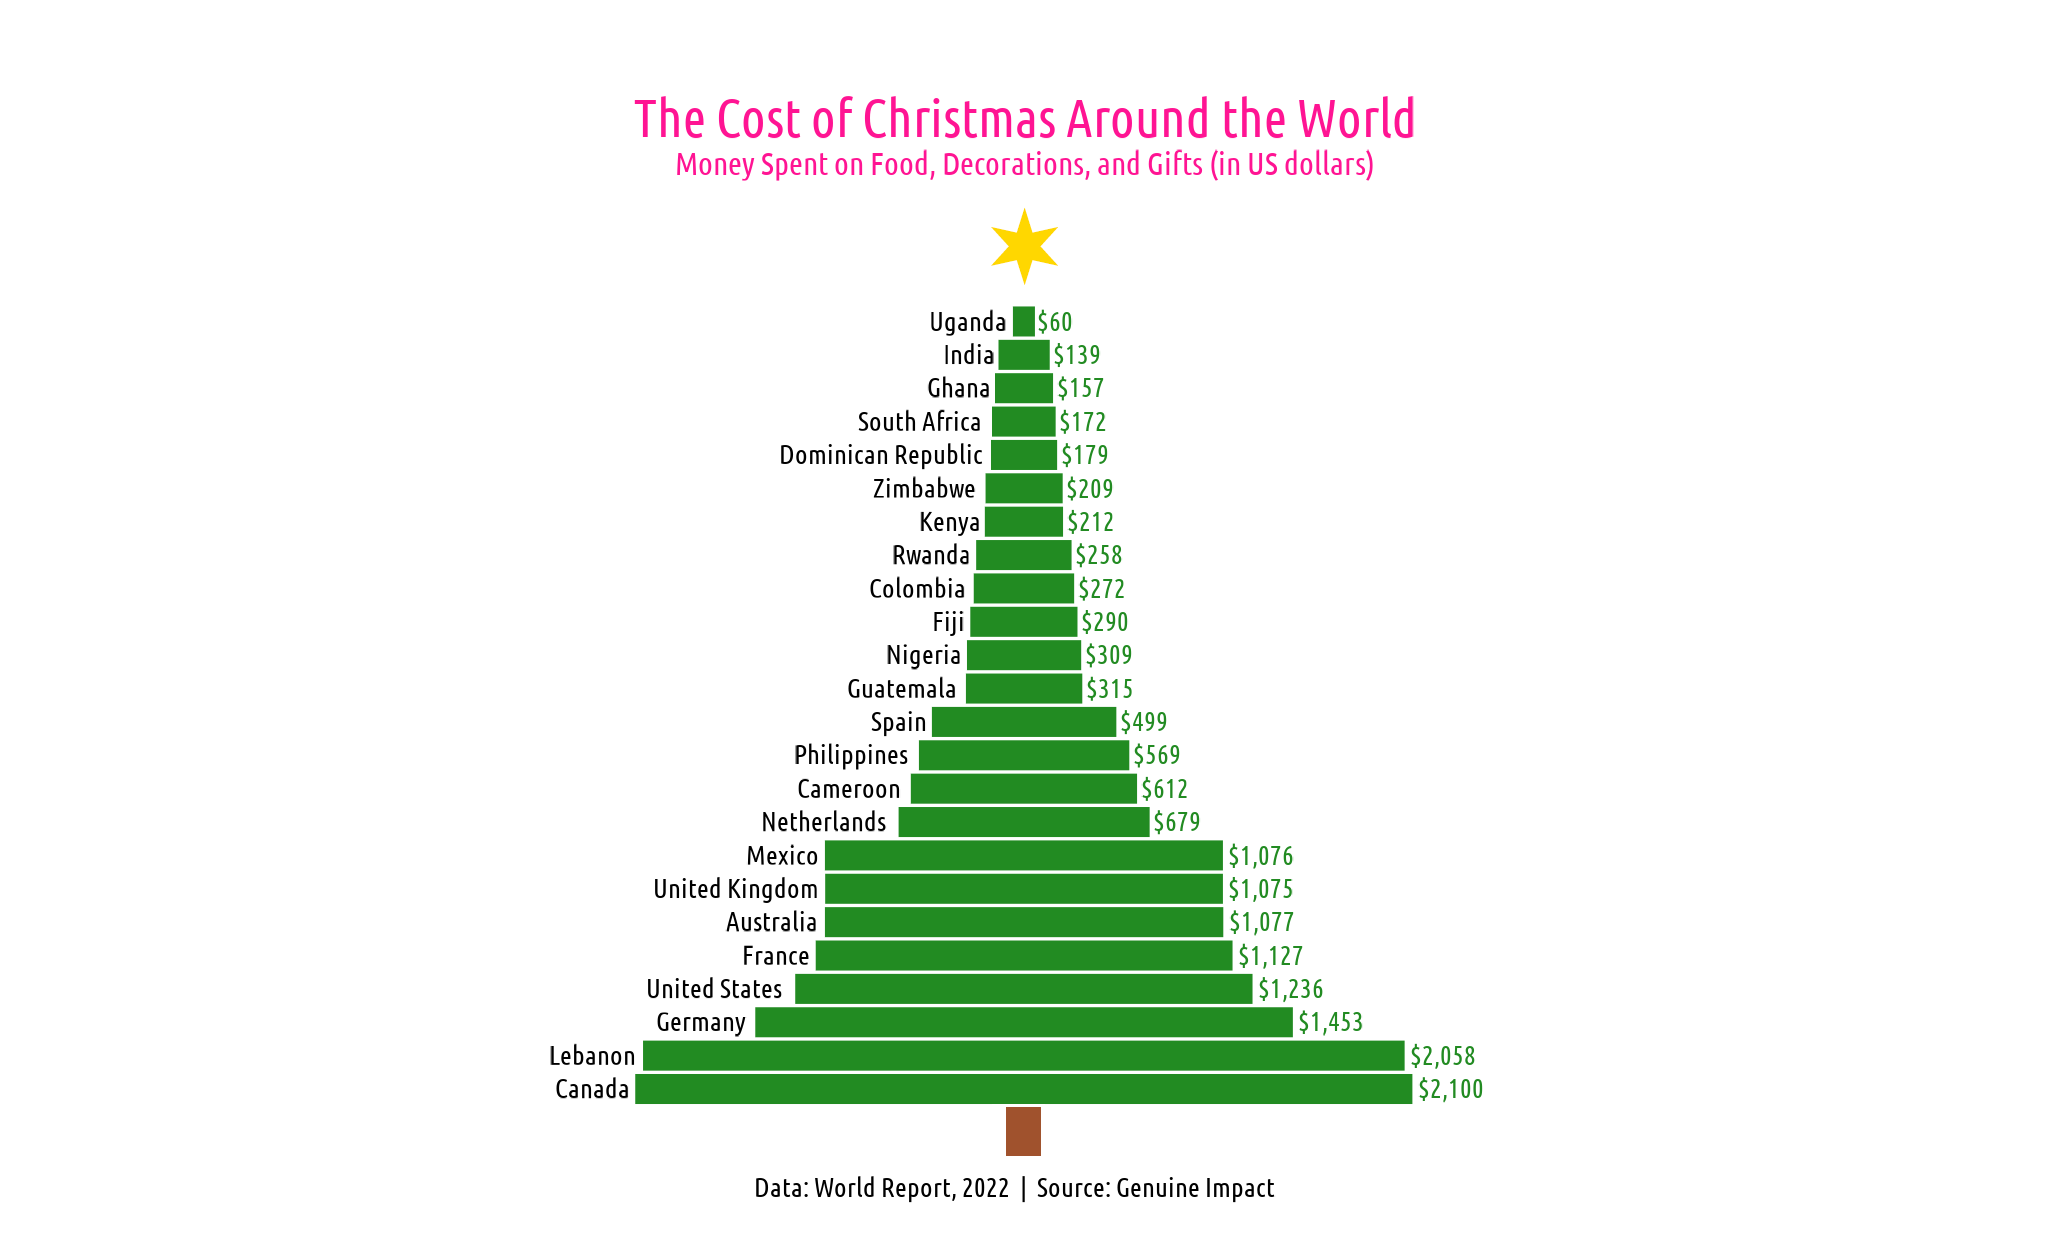 The Cost of Christmas Around the World
Money Spent on Food, Decorations, and Gifts (in US dollars)
Uganda $60
India $139
Ghana $157
South Africa $172
Dominican Republic $179
Zimbabwe $209
Kenya $212
Rwanda $258
Colombia $272
Fiji $290
Nigeria $309
Guatemala $315
Spain $499
Philippines $569
Cameroon $612
Netherlands $679
Mexico $1,076
United Kingdom $1,075
Australia $1,077
France $1,127
United States $1,236
Germany $1,453
Lebanon $2,058
Canada $2,100
Data: World Report, 2022 | Source: Genuine Impact